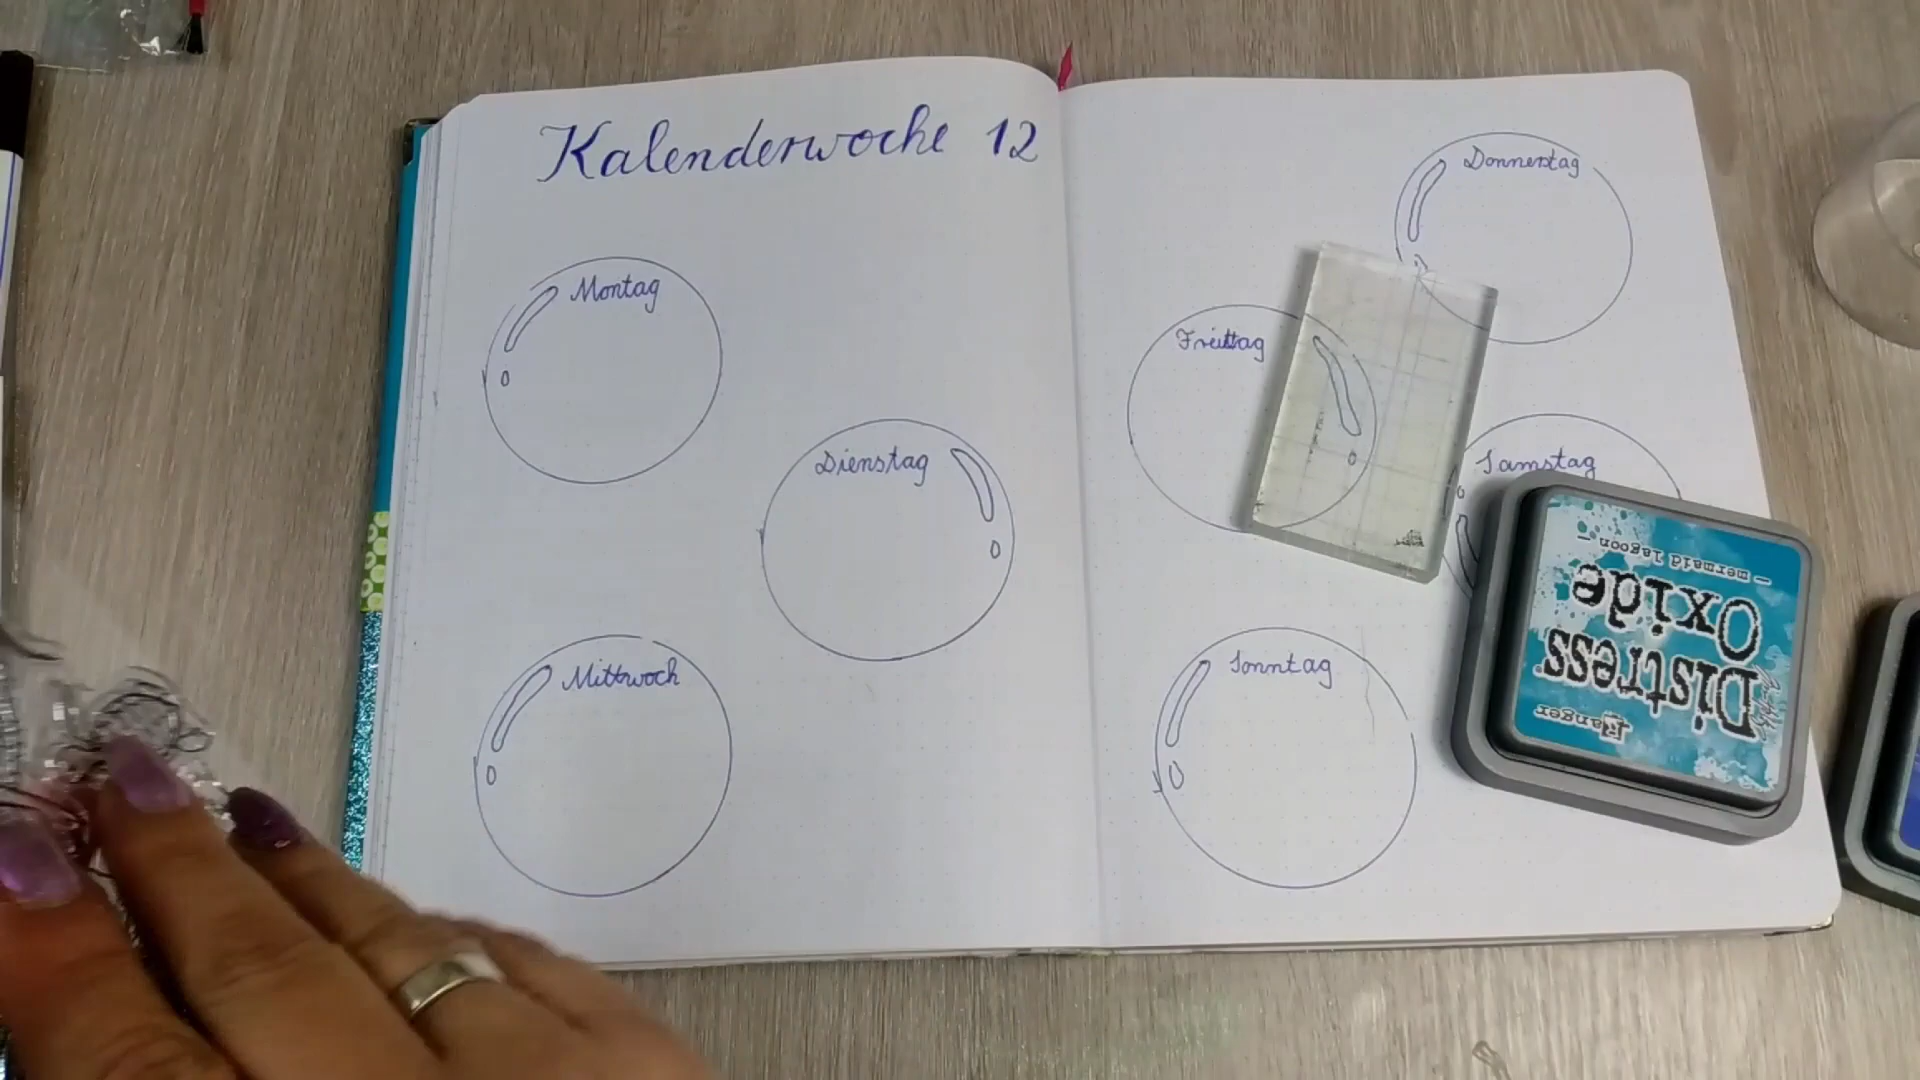 Kalenderwoche 12
Montag
Dienstag
Mittwoch
Donnerstag
Freitag
Samstag
Sonntag
Ranger
Distress
Oxide
– mermaid lagoon –